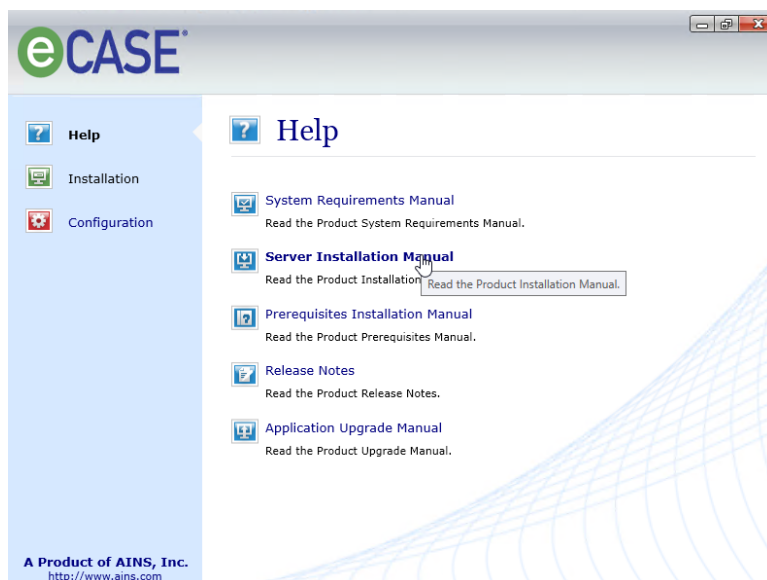 eCASE®
Help
Installation
Configuration
Help
System Requirements Manual
Read the Product System Requirements Manual.
Server Installation Manual
Read the Product Installation
Read the Product Installation Manual.
Prerequisites Installation Manual
Read the Product Prerequisites Manual.
Release Notes
Read the Product Release Notes.
Application Upgrade Manual
Read the Product Upgrade Manual.
A Product of AINS, Inc.
http://www.ains.com